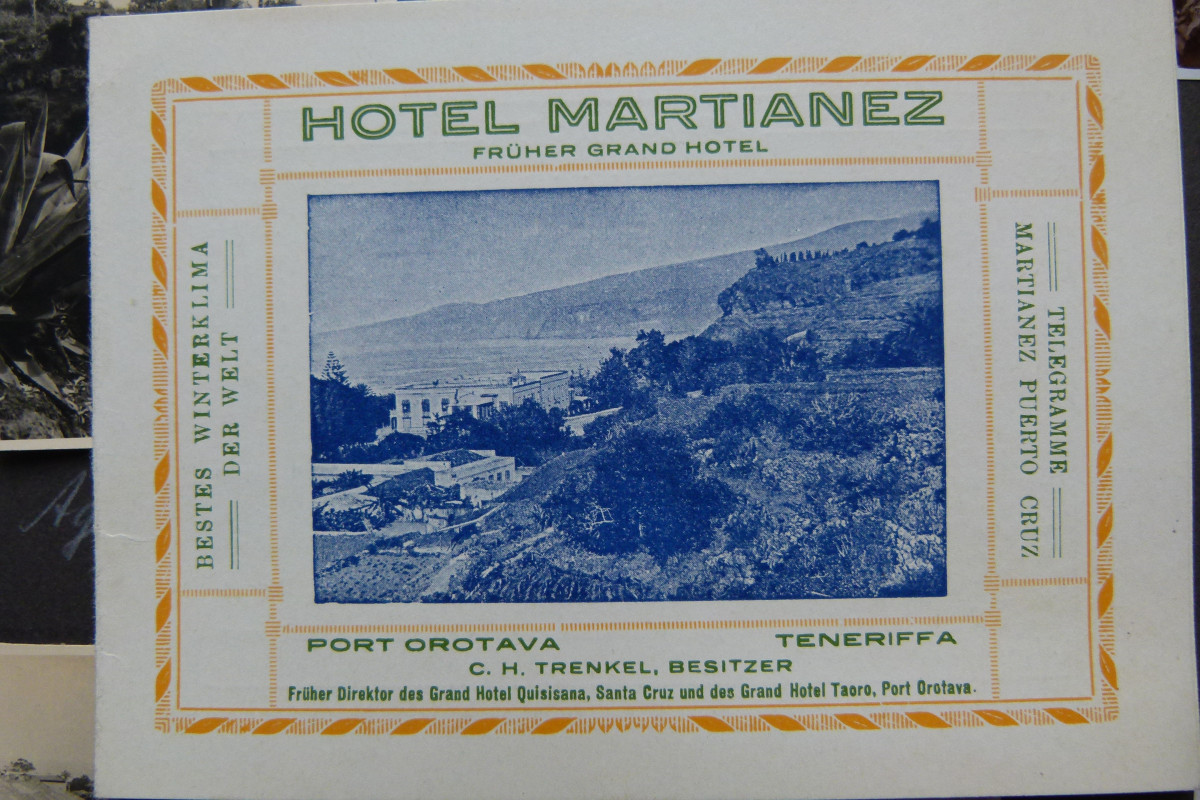 HOTEL MARTIANEZ
FRÜHER GRAND HOTEL
BESTES WINTERKLIMA
DER WELT
TELEGRAMME
MARTIANEZ PUERTO CRUZ
PORT OROTAVA
TENERIFFA
C. H. TRENKEL, BESITZER
Früher Direktor des Grand Hotel Quisisana, Santa Cruz und des Grand Hotel Taoro, Port Orotava.